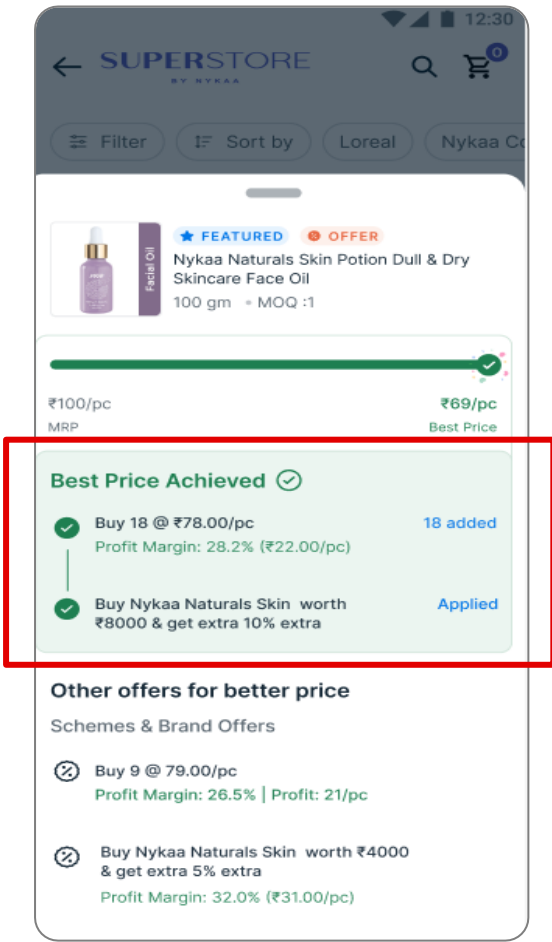 12:30
SUPERSTORE
BY NYKAA
0
Filter
Sort by
Loreal
Nykaa Co
Facial Oil
FEATURED
OFFER
Nykaa Naturals Skin Potion Dull & Dry
Skincare Face Oil
100 gm • MOQ :1
₹100/pc
₹69/pc
MRP
Best Price
Best Price Achieved
Buy 18 @ ₹78.00/pc
18 added
Profit Margin: 28.2% (₹22.00/pc)
Buy Nykaa Naturals Skin worth
Applied
₹8000 & get extra 10% extra
Other offers for better price
Schemes & Brand Offers
Buy 9 @ 79.00/pc
Profit Margin: 26.5% | Profit: 21/pc
Buy Nykaa Naturals Skin worth ₹4000
& get extra 5% extra
Profit Margin: 32.0% (₹31.00/pc)